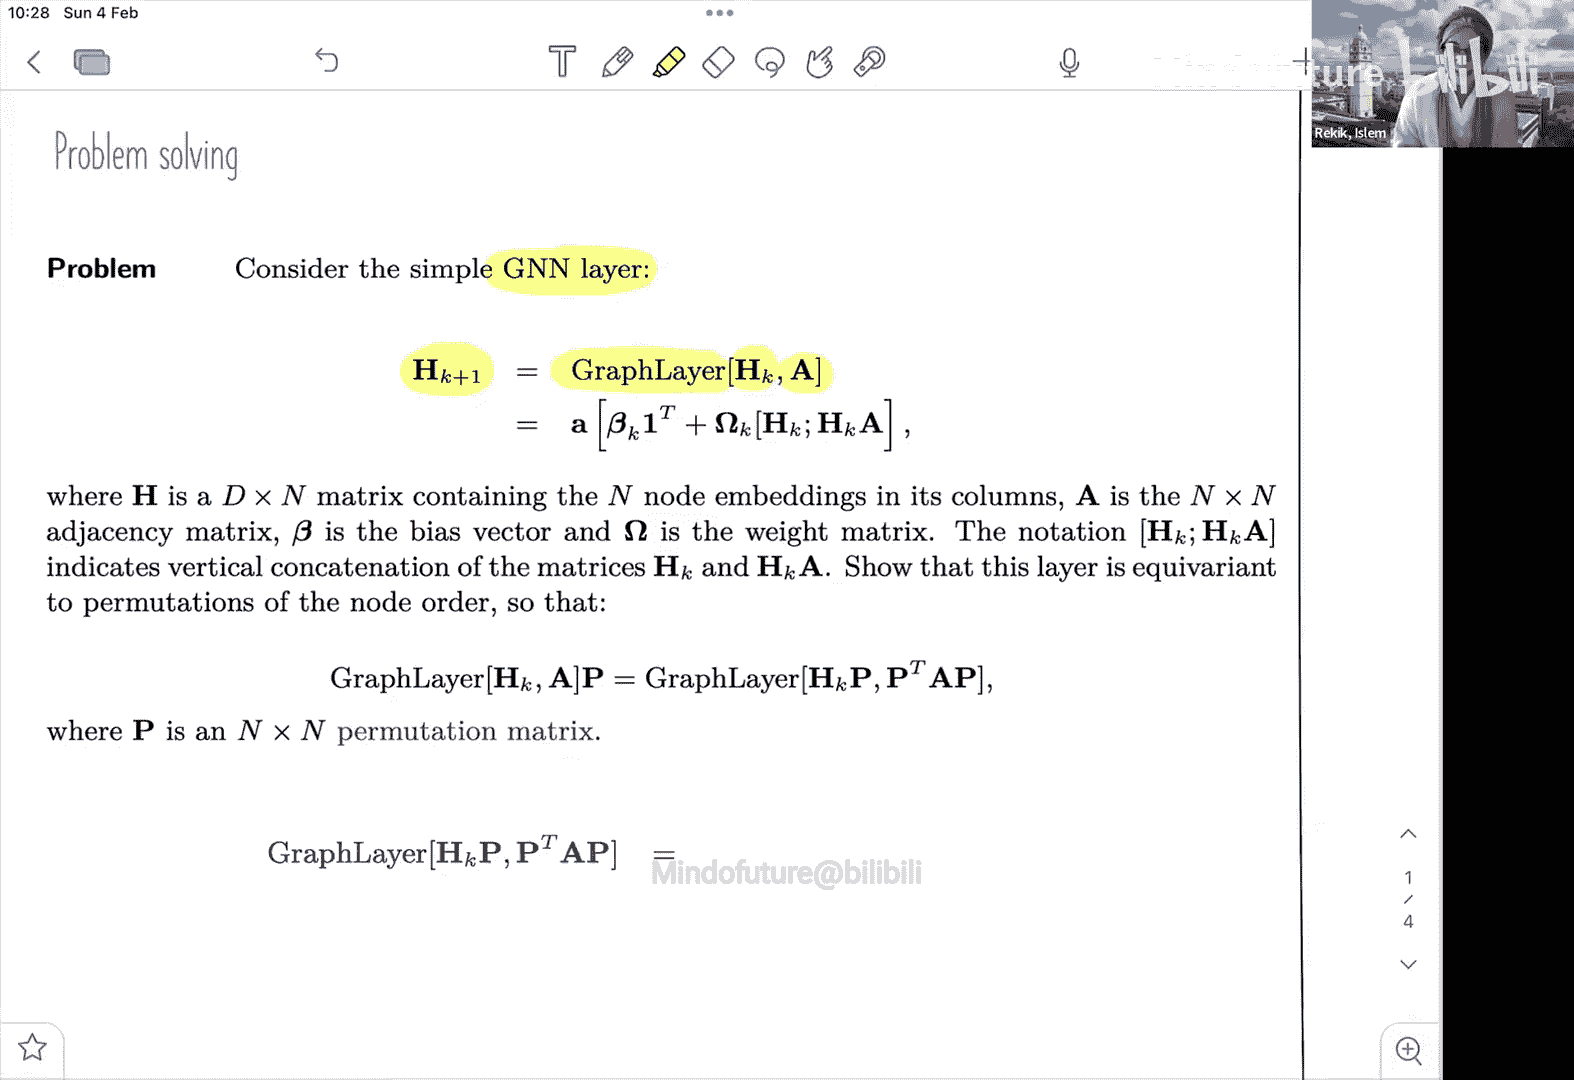 10:28 Sun 4 Feb
ture
bilibili
Rekik, Islem
Problem solving
Problem Consider the simple GNN layer:
H_{k+1} = GraphLayer[H_k, A]
= a [β_k 1^T + Ω_k[H_k; H_k A] ,
where H is a D × N matrix containing the N node embeddings in its columns, A is the N × N
adjacency matrix, β is the bias vector and Ω is the weight matrix. The notation [H_k; H_k A]
indicates vertical concatenation of the matrices H_k and H_k A. Show that this layer is equivariant
to permutations of the node order, so that:
GraphLayer[H_k, A]P = GraphLayer[H_k P, P^T AP],
where P is an N × N permutation matrix.
GraphLayer[H_k P, P^T AP] =
Mindofuture@bilibili
1
/
4